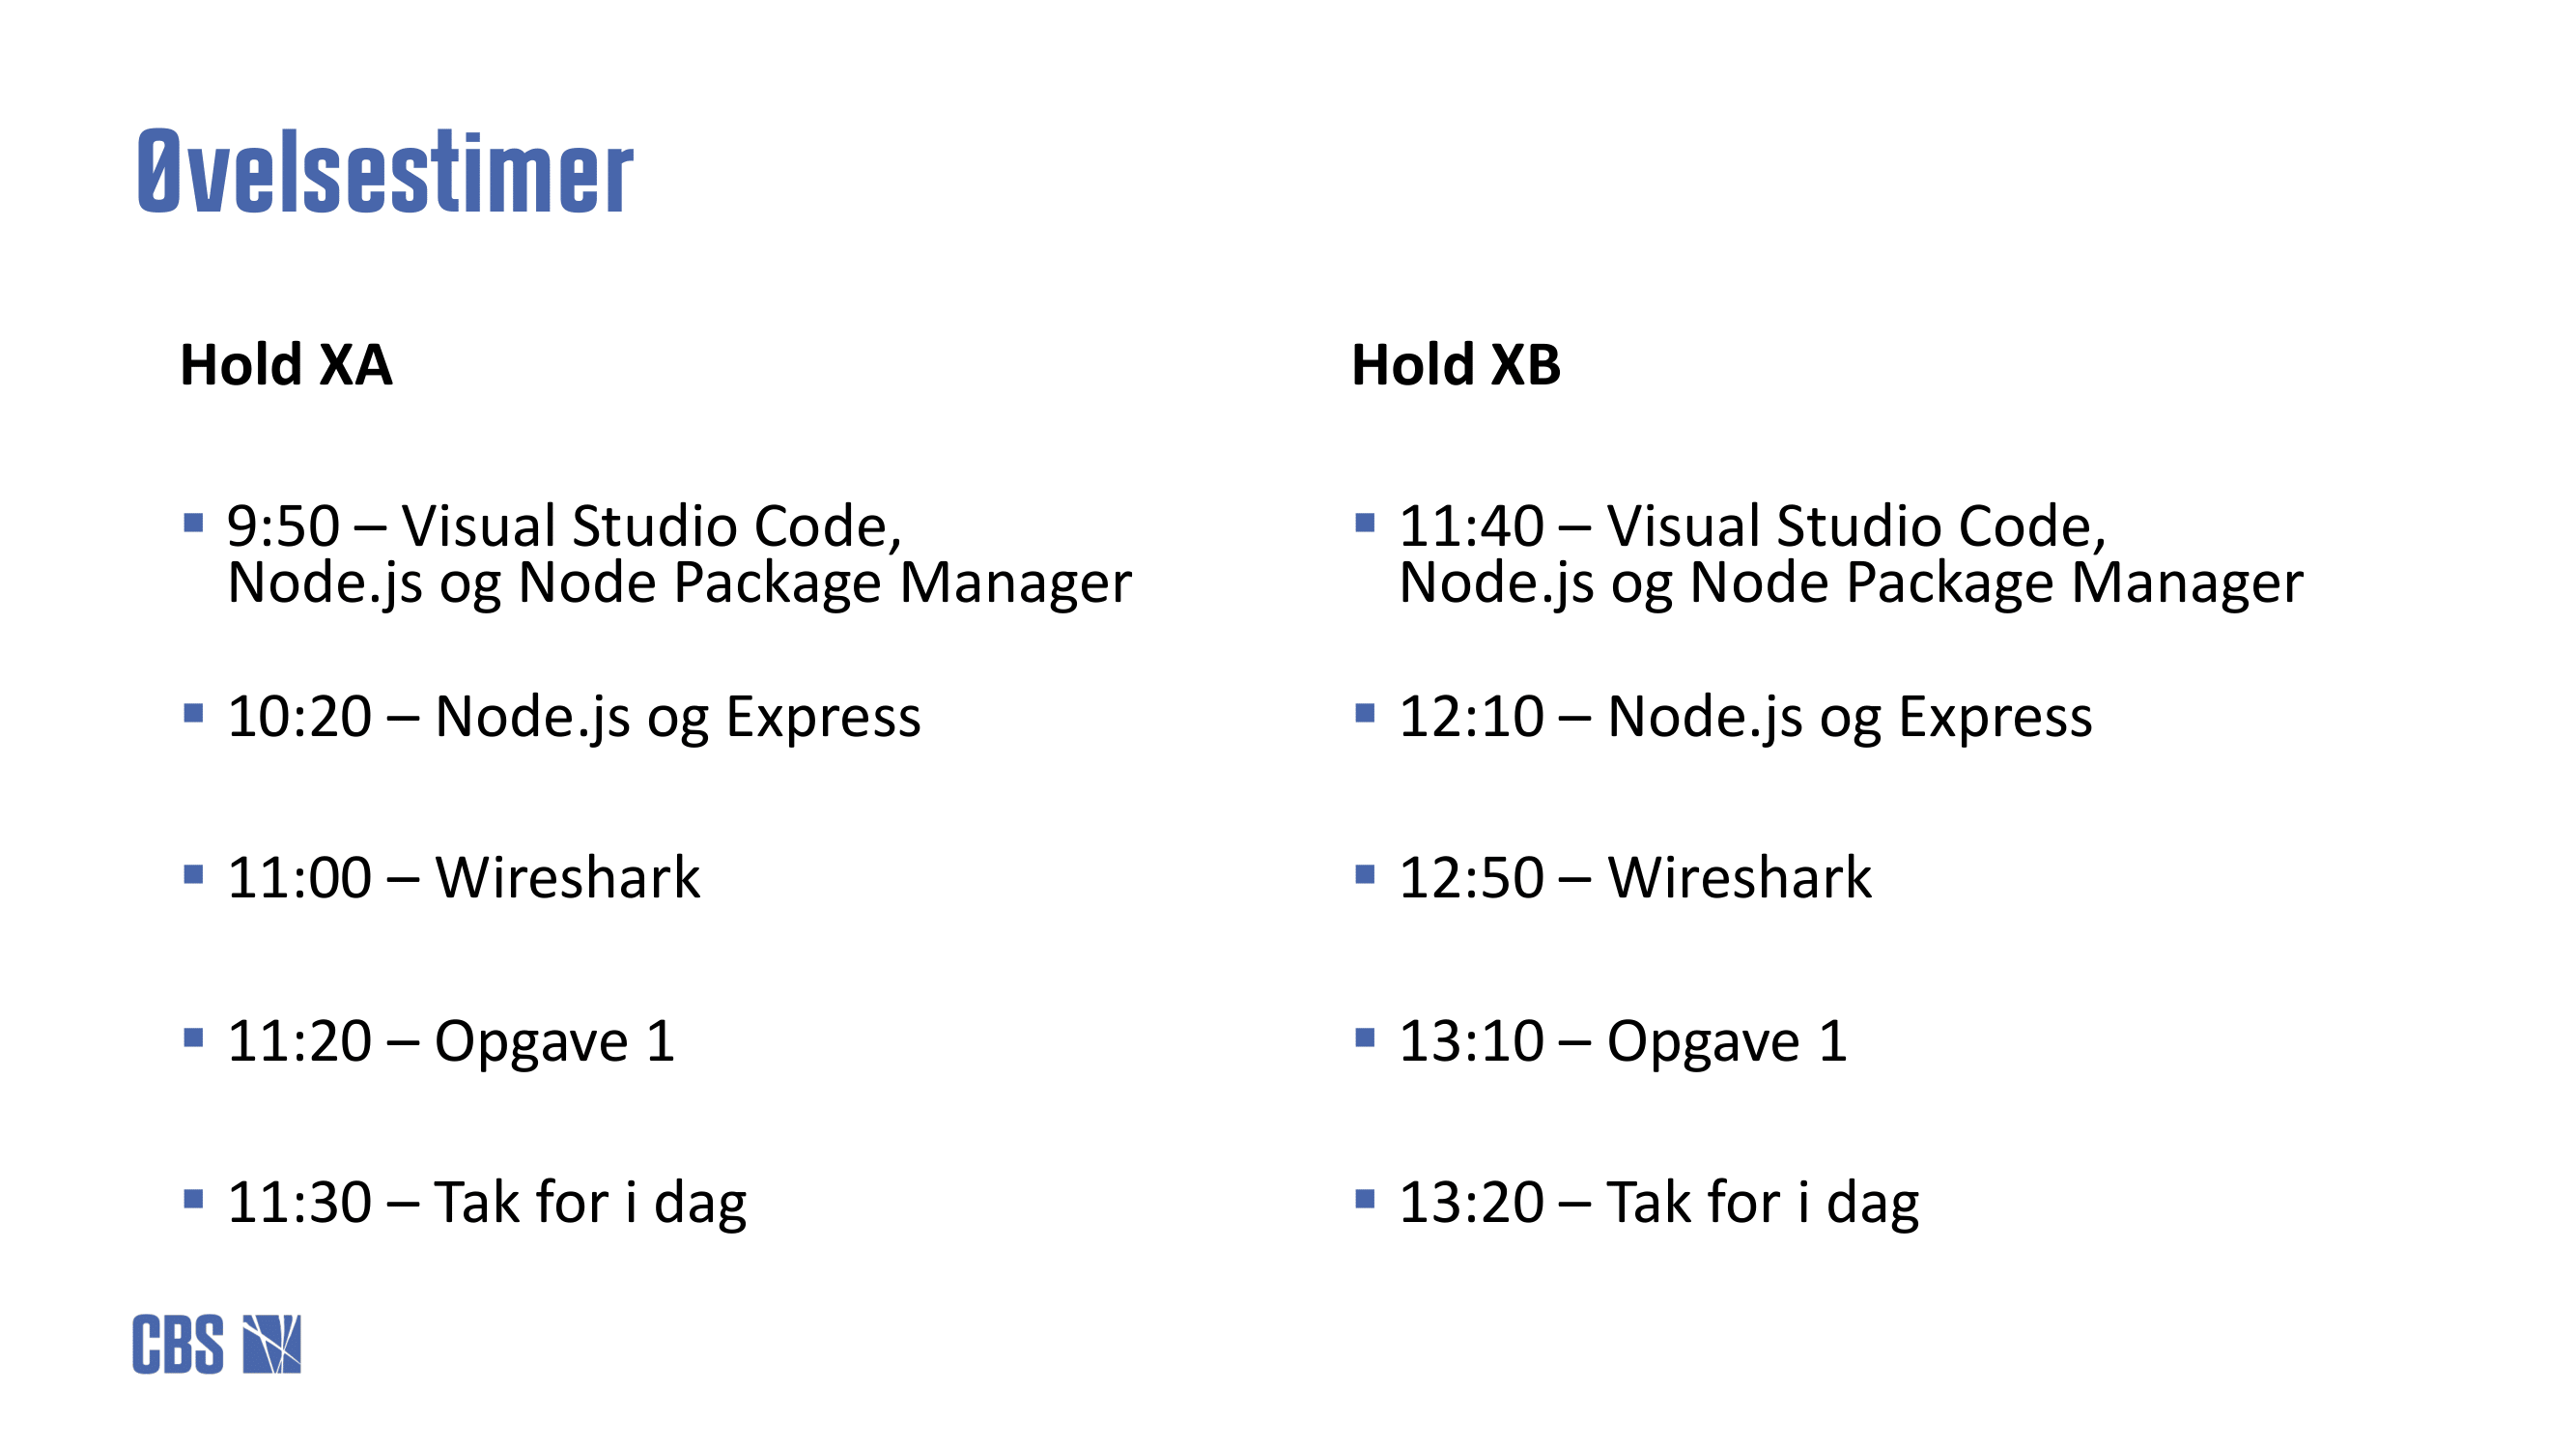 Øvelsestimer
Hold XA
9:50 – Visual Studio Code,
Node.js og Node Package Manager
10:20 – Node.js og Express
11:00 – Wireshark
11:20 – Opgave 1
11:30 – Tak for i dag
Hold XB
11:40 – Visual Studio Code,
Node.js og Node Package Manager
12:10 – Node.js og Express
12:50 – Wireshark
13:10 – Opgave 1
13:20 – Tak for i dag
CBS